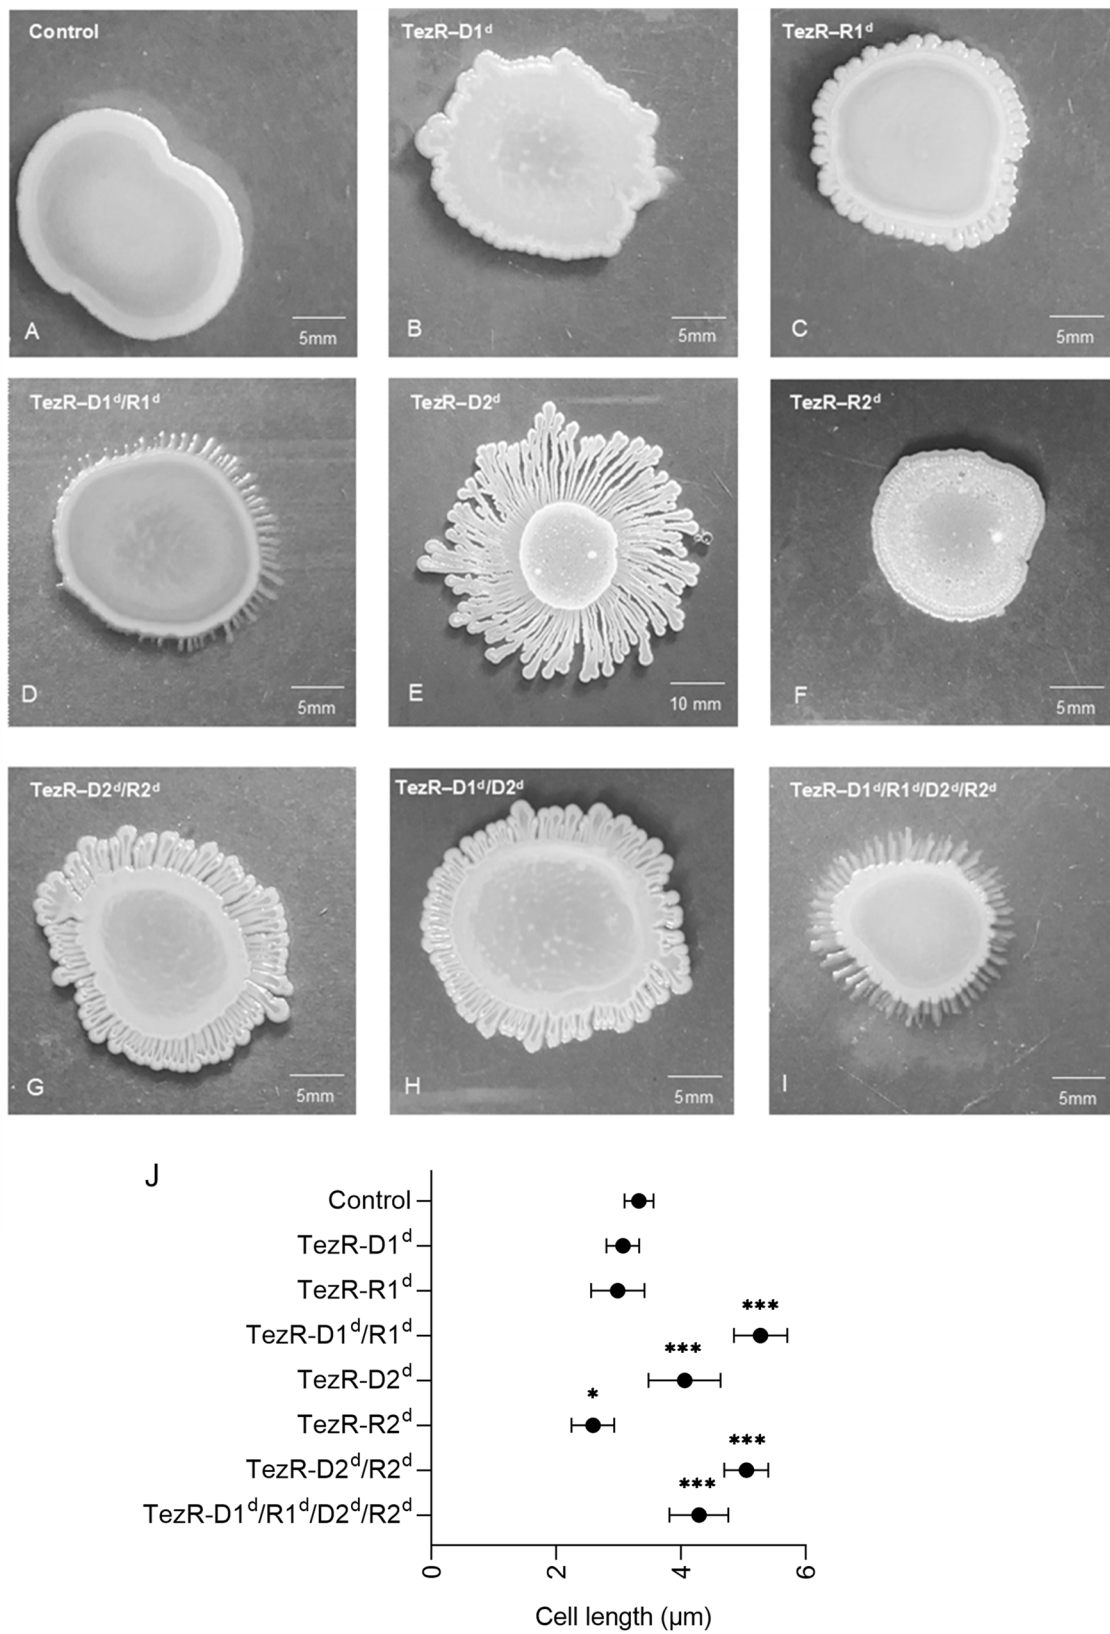 Control
A
5mm
TezR–D1ᵈ
B
5mm
TezR–R1ᵈ
C
5mm
TezR–D1ᵈ/R1ᵈ
D
5mm
TezR–D2ᵈ
E
10 mm
TezR–R2ᵈ
F
5mm
TezR–D2ᵈ/R2ᵈ
G
5mm
TezR–D1ᵈ/D2ᵈ
H
5mm
TezR–D1ᵈ/R1ᵈ/D2ᵈ/R2ᵈ
I
5mm
J
Control
TezR-D1ᵈ
TezR-R1ᵈ
***
TezR-D1ᵈ/R1ᵈ
***
TezR-D2ᵈ
*
TezR-R2ᵈ
***
TezR-D2ᵈ/R2ᵈ
***
TezR-D1ᵈ/R1ᵈ/D2ᵈ/R2ᵈ
0 2 4 6
Cell length (µm)